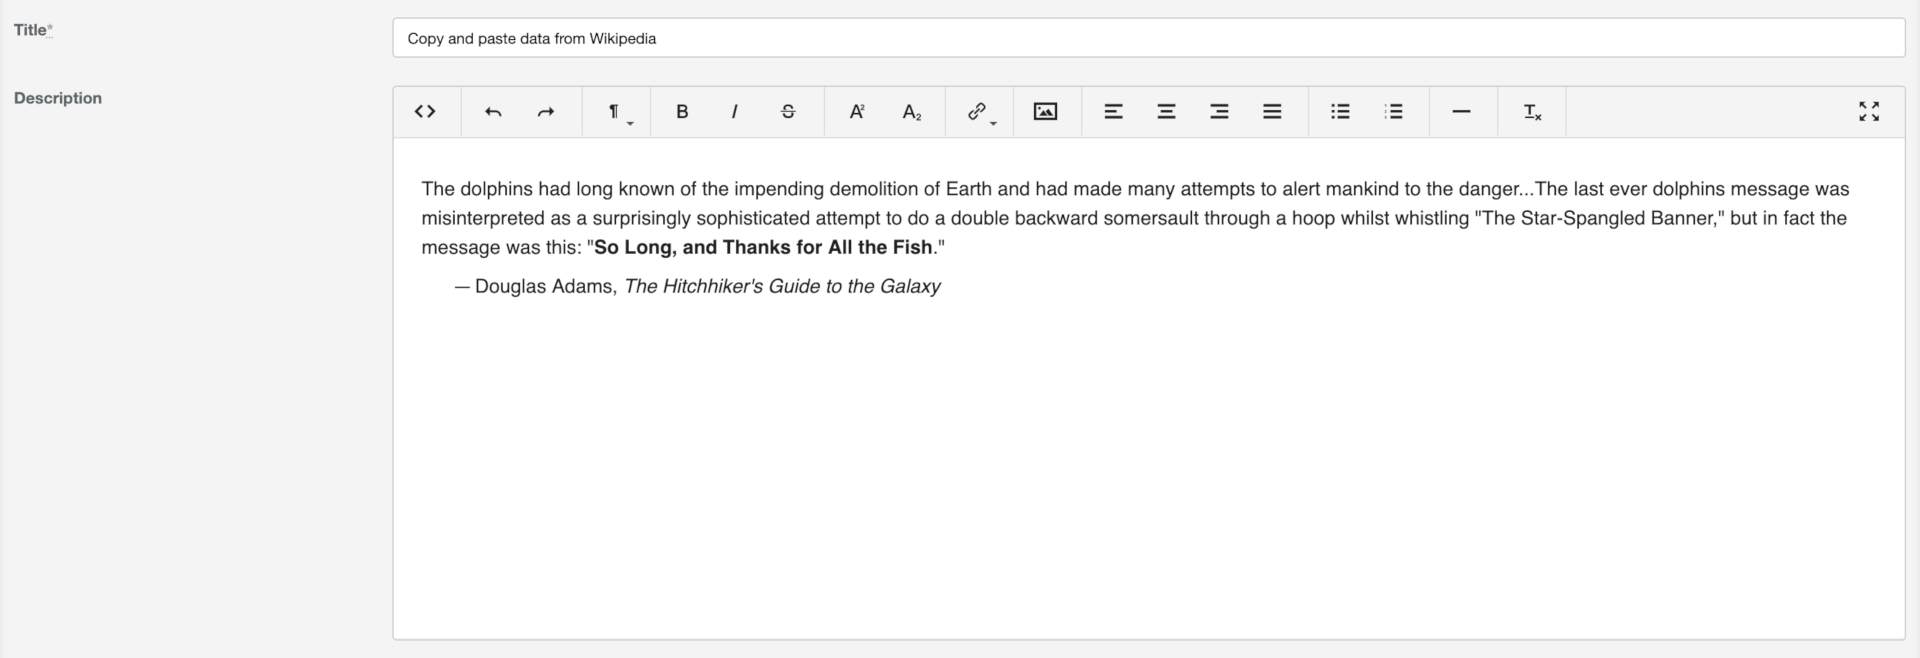 Title*
Copy and paste data from Wikipedia
Description
The dolphins had long known of the impending demolition of Earth and had made many attempts to alert mankind to the danger...The last ever dolphins message was
misinterpreted as a surprisingly sophisticated attempt to do a double backward somersault through a hoop whilst whistling "The Star-Spangled Banner," but in fact the
message was this: "So Long, and Thanks for All the Fish."
— Douglas Adams, The Hitchhiker's Guide to the Galaxy